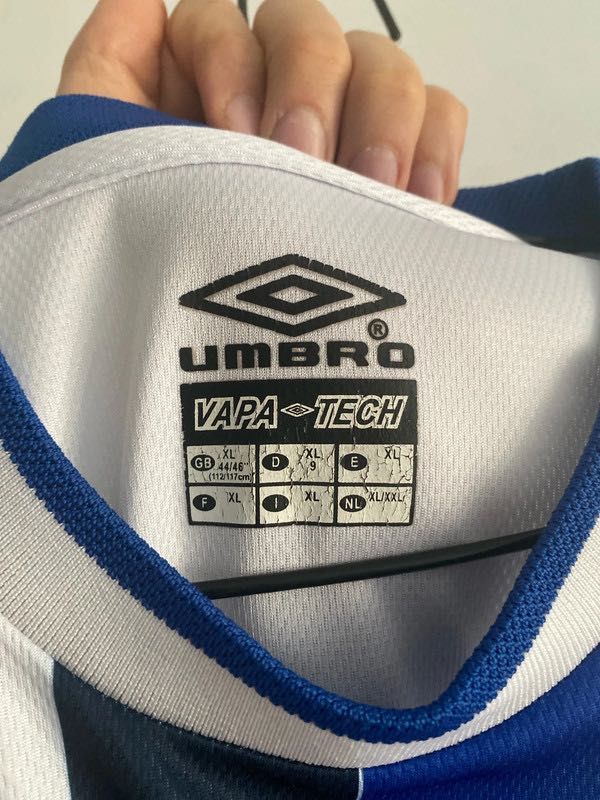 ®
UMBRO
VAPA TECH
GB XL 44/46" (112/117cm)
D XL 9
E XL
F XL
I XL
NL XL/XXL